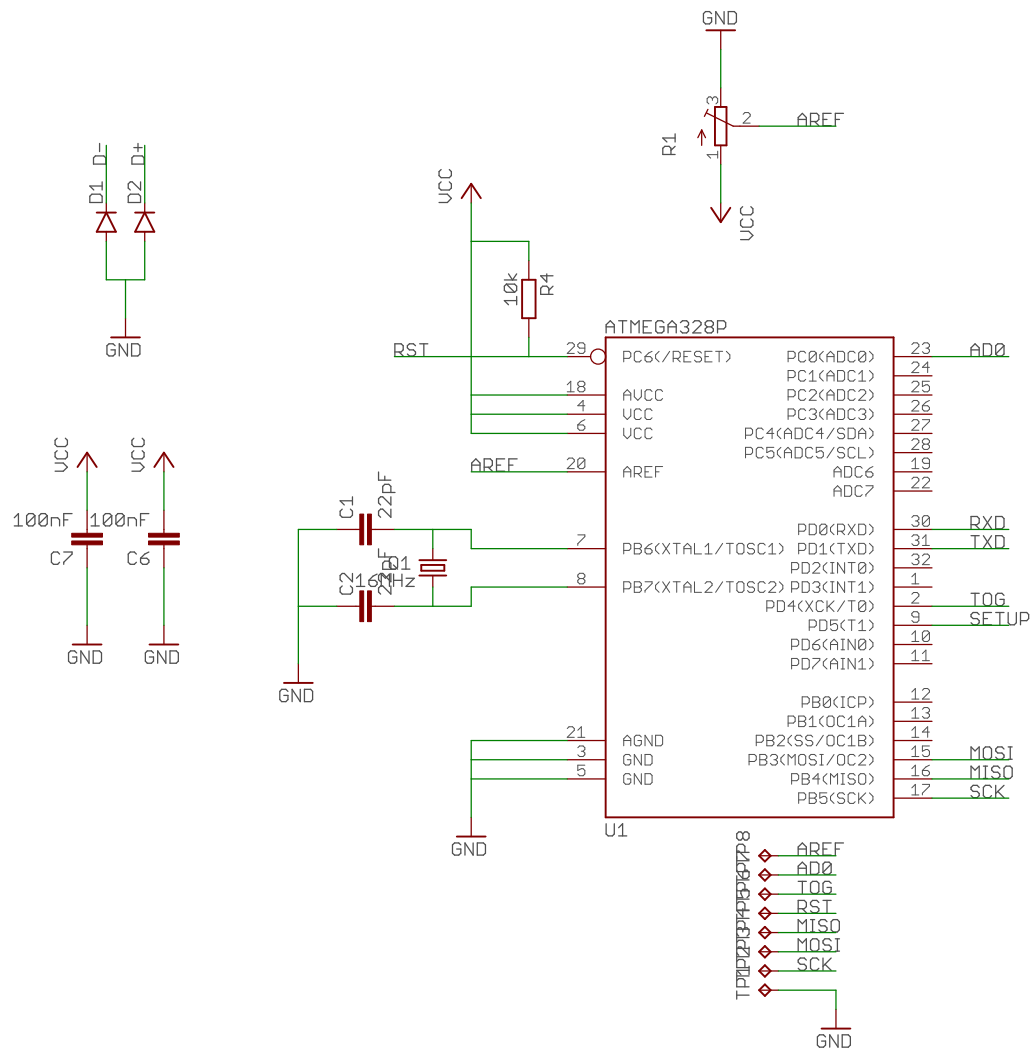 GND
3
2
AREF
R1
1
VCC
D- D+
D1 D2
GND
VCC
10k
R4
ATMEGA328P
RST 29 PC6(/RESET) PC0(ADC0) 23 AD0
PC1(ADC1) 24
18 AVCC PC2(ADC2) 25
4 VCC PC3(ADC3) 26
6 VCC PC4(ADC4/SDA) 27
PC5(ADC5/SCL) 28
AREF 20 AREF ADC6 19
ADC7 22
VCC VCC
100nF 100nF
C7 C6
GND GND
C1 22pF
PD0(RXD) 30 RXD
7 PB6(XTAL1/TOSC1) PD1(TXD) 31 TXD
PD2(INT0) 32
Q1
C2 22pF
16MHz
8 PB7(XTAL2/TOSC2) PD3(INT1) 1
PD4(XCK/T0) 2 TOG
PD5(T1) 9 SETUP
PD6(AIN0) 10
PD7(AIN1) 11
GND
PB0(ICP) 12
PB1(OC1A) 13
21 AGND PB2(SS/OC1B) 14
3 GND PB3(MOSI/OC2) 15 MOSI
5 GND PB4(MISO) 16 MISO
PB5(SCK) 17 SCK
GND
U1
AREF
AD0
TOG
RST
MISO
MOSI
SCK
GND